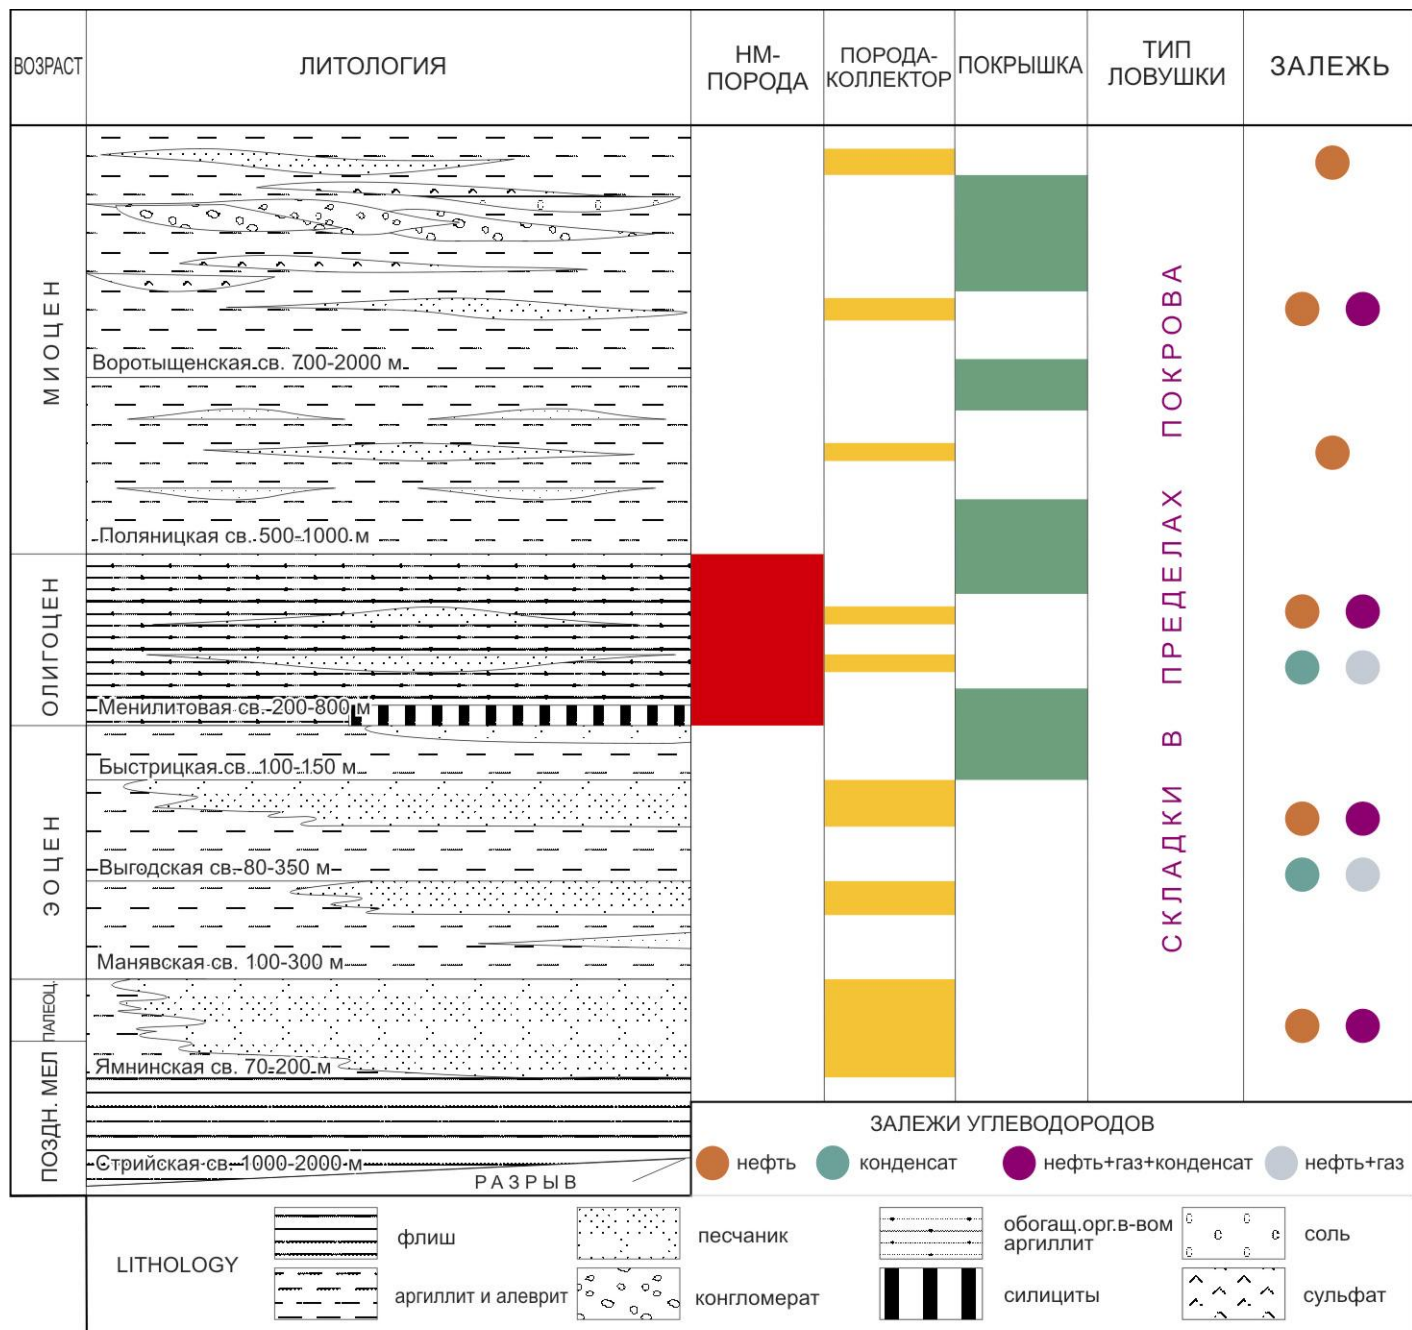 ВОЗРАСТ
ЛИТОЛОГИЯ
НМ-
ПОРОДА
ПОРОДА-
КОЛЛЕКТОР
ПОКРЫШКА
ТИП
ЛОВУШКИ
ЗАЛЕЖЬ
МИОЦЕН
Воротыщенская св. 700-2000 м
Поляницкая св. 500-1000 м
ОЛИГОЦЕН
Менилитовая св. 200-800 м
ЭОЦЕН
Быстрицкая св. 100-150 м
Выгодская св. 80-350 м
Манявская св. 100-300 м
ПАЛЕОЦ.
Ямнинская св. 70-200 м
ПОЗДН. МЕЛ
Стрийская св. 1000-2000 м
РАЗРЫВ
СКЛАДКИ В ПРЕДЕЛАХ ПОКРОВА
ЗАЛЕЖИ УГЛЕВОДОРОДОВ
нефть
конденсат
нефть+газ+конденсат
нефть+газ
LITHOLOGY
флиш
песчаник
обогащ.орг.в-вом
аргиллит
соль
аргиллит и алеврит
конгломерат
силициты
сульфат